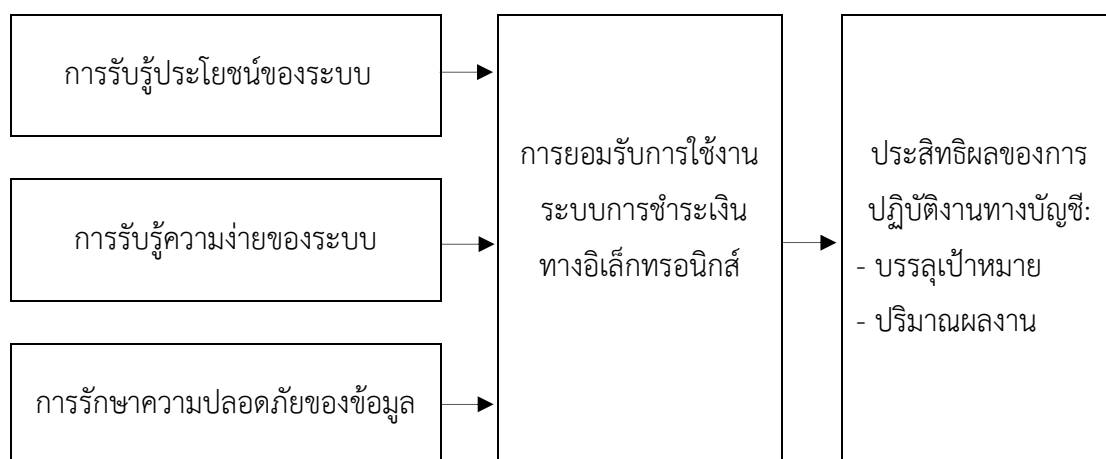 การรับรู้ประโยชน์ของระบบ
การรับรู้ความง่ายของระบบ
การรักษาความปลอดภัยของข้อมูล
การยอมรับการใช้งาน
ระบบการชำระเงิน
ทางอิเล็กทรอนิกส์
ประสิทธิผลของการ
ปฏิบัติงานทางบัญชี:
- บรรลุเป้าหมาย
- ปริมาณผลงาน